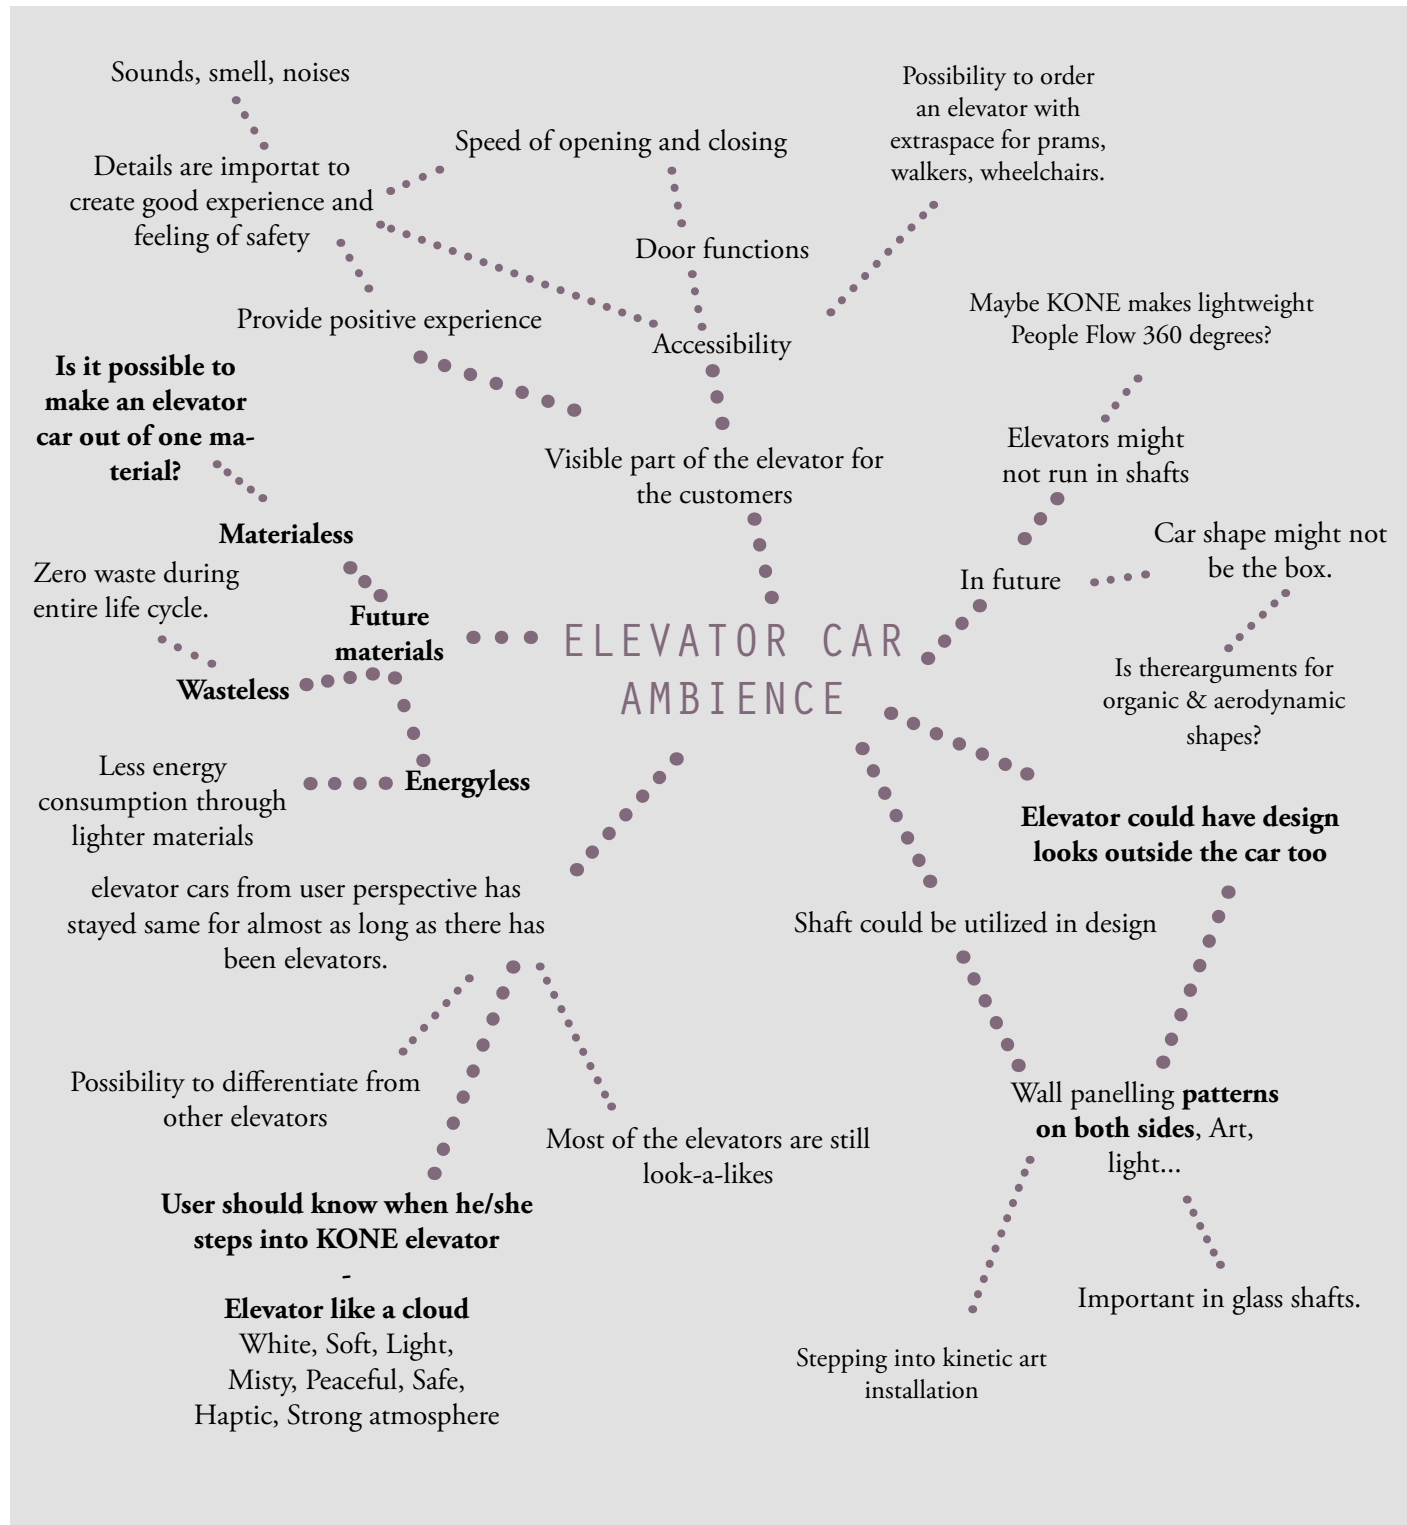 Sounds, smell, noises
Details are importat to
create good experience and
feeling of safety
Speed of opening and closing
Possibility to order
an elevator with
extraspace for prams,
walkers, wheelchairs.
Door functions
Provide positive experience
Accessibility
Maybe KONE makes lightweight
People Flow 360 degrees?
Is it possible to
make an elevator
car out of one ma-
terial?
Visible part of the elevator for
the customers
Elevators might
not run in shafts
Materialess
Car shape might not
be the box.
Zero waste during
entire life cycle.
In future
Future
materials
ELEVATOR CAR
AMBIENCE
Wasteless
Is therearguments for
organic & aerodynamic
shapes?
Less energy
consumption through
lighter materials
Energyless
Elevator could have design
looks outside the car too
elevator cars from user perspective has
stayed same for almost as long as there has
been elevators.
Shaft could be utilized in design
Possibility to differentiate from
other elevators
Most of the elevators are still
look-a-likes
Wall panelling patterns
on both sides, Art,
light...
User should know when he/she
steps into KONE elevator
-
Elevator like a cloud
White, Soft, Light,
Misty, Peaceful, Safe,
Haptic, Strong atmosphere
Important in glass shafts.
Stepping into kinetic art
installation